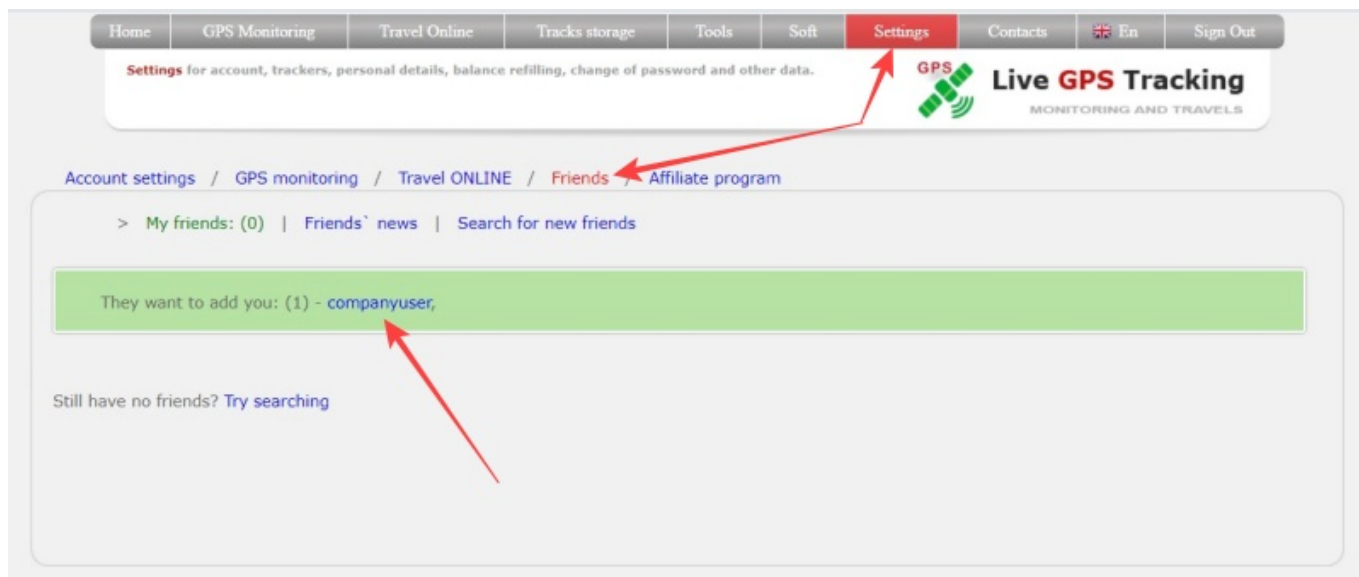 Home GPS Monitoring Travel Online Tracks storage Tools Soft Settings Contacts En Sign Out
Settings for account, trackers, personal details, balance refilling, change of password and other data.
GPS
Live GPS Tracking
MONITORING AND TRAVELS
Account settings / GPS monitoring / Travel ONLINE / Friends / Affiliate program
> My friends: (0) | Friends` news | Search for new friends
They want to add you: (1) - companyuser,
Still have no friends? Try searching